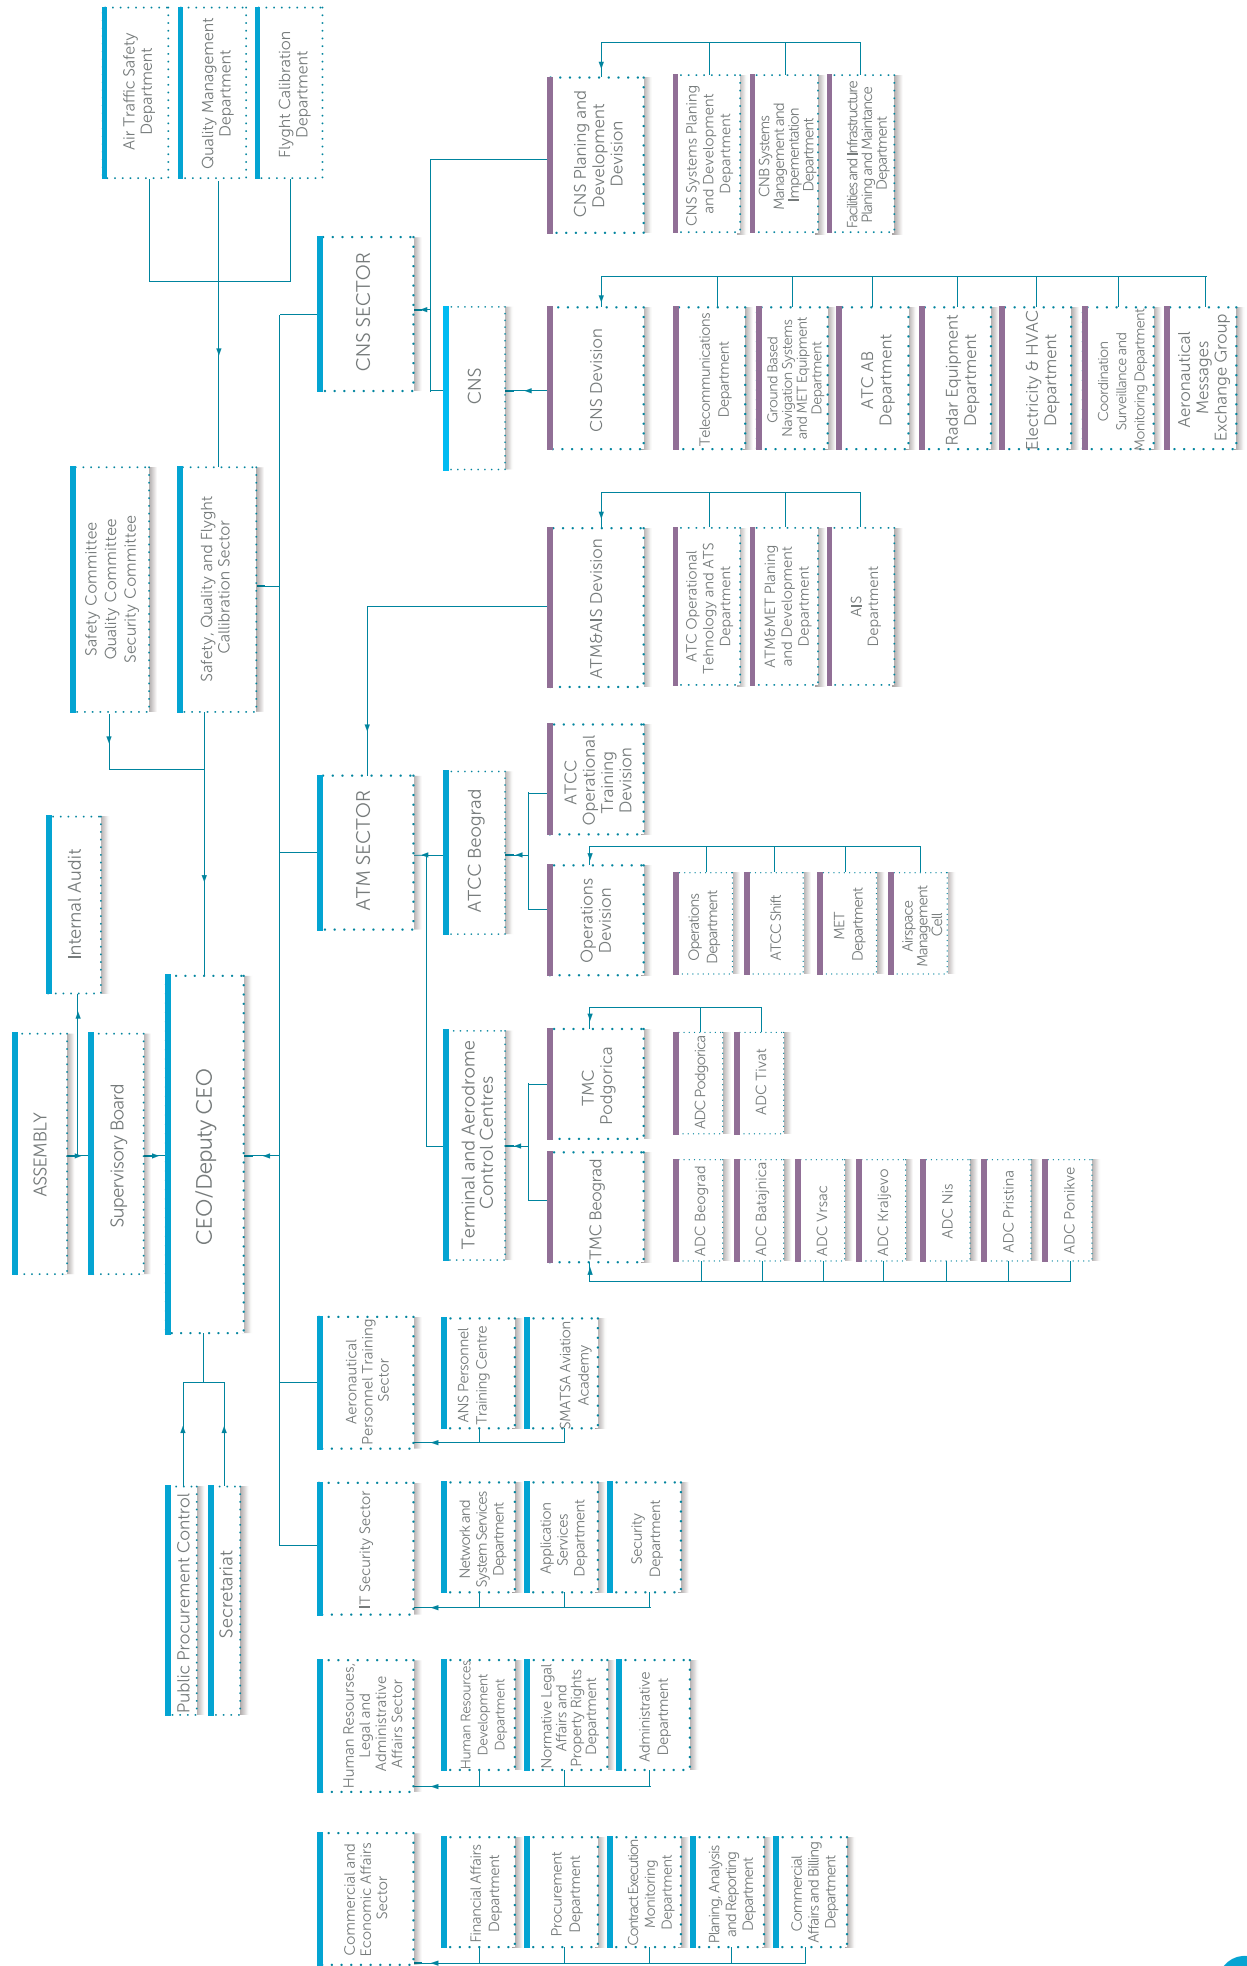 ASSEMBLY
Internal Audit
Supervisory Board
CEO/Deputy CEO
Public Procurement Control
Secretariat
Safety Committee
Quality Committee
Security Committee
Safety, Quality and Flyght
Callibration Sector
Air Traffic Safety
Department
Quality Management
Department
Flyght Calibration
Department
Commercial and
Economic Affairs
Sector
Financial Affairs
Department
Procurement
Department
Contract Execution
Monitoring
Department
Planing, Analysis
and Reporting
Department
Commercial
Affairs and Billing
Department
Human Resourses,
Legal and
Administrative
Affairs Sector
Human Resources
Development
Department
Normative Legal
Affairs and
Property Rights
Department
Administrative
Department
IT Security Sector
Network and
System Services
Department
Application
Services
Department
Security
Department
Aeronautical
Personnel Training
Sector
ANS Personnel
Training Centre
SMATSA Aviation
Academy
ATM SECTOR
Terminal and Aerodrome
Control Centres
TMC Beograd
ADC Beograd
ADC Batajnica
ADC Vrsac
ADC Kraljevo
ADC Nis
ADC Pristina
ADC Ponikve
TMC
Podgorica
ADC Podgorica
ADC Tivat
ATCC Beograd
Operations
Devision
Operations
Department
ATCC Shift
MET
Department
Airspace
Management
Cell
ATCC
Operational
Training
Devision
ATM&AIS Devision
ATC Operational
Tehnology and ATS
Department
ATM&MET Planing
and Development
Department
AIS
Department
CNS SECTOR
CNS
CNS Devision
Telecommunications
Department
Ground Based
Navigation Systems
and MET Equipment
Department
ATC AB
Department
Radar Equipment
Department
Electricity & HVAC
Department
Coordination
Surveillance and
Monitoring Department
Aeronautical
Messages
Exchange Group
CNS Planing and
Development
Devision
CNS Systems Planing
and Development
Department
CNB Systems
Management and
Impementation
Department
Facilities and Infrastructure
Planing and Maintance
Department